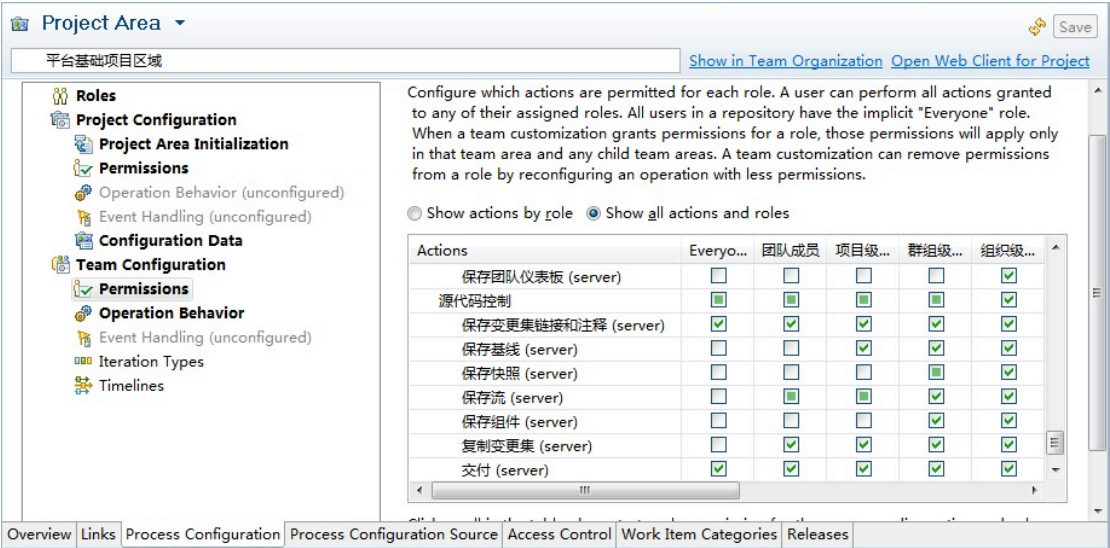 Project Area
Save
平台基础项目区域
Show in Team Organization Open Web Client for Project
Roles
Project Configuration
Project Area Initialization
Permissions
Operation Behavior (unconfigured)
Event Handling (unconfigured)
Configuration Data
Team Configuration
Permissions
Operation Behavior
Event Handling (unconfigured)
Iteration Types
Timelines
Configure which actions are permitted for each role. A user can perform all actions granted
to any of their assigned roles. All users in a repository have the implicit "Everyone" role.
When a team customization grants permissions for a role, those permissions will apply only
in that team area and any child team areas. A team customization can remove permissions
from a role by reconfiguring an operation with less permissions.
Show actions by role Show all actions and roles
Actions Everyo... 团队成员 项目级... 群组级... 组织级...
保存团队仪表板 (server)
源代码控制
保存变更集链接和注释 (server)
保存基线 (server)
保存快照 (server)
保存流 (server)
保存组件 (server)
复制变更集 (server)
交付 (server)
Overview Links Process Configuration Process Configuration Source Access Control Work Item Categories Releases